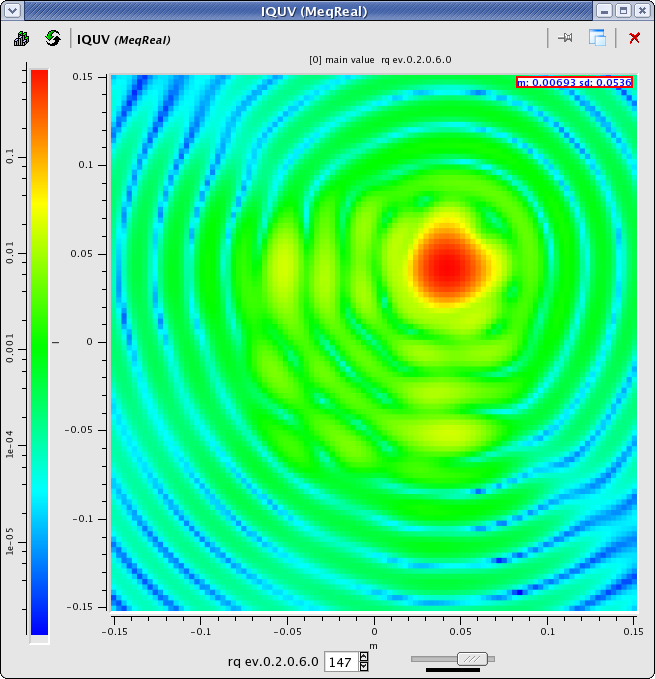 IQUV (MeqReal)
IQUV (MeqReal)
[0] main value rq ev.0.2.0.6.0
m: 0.00693 sd: 0.0536
0.1
0.01
0.001
1e-04
1e-05
0.15
0.1
0.05
0
-0.05
-0.1
-0.15
-0.15 -0.1 -0.05 0 0.05 0.1 0.15
m
rq ev.0.2.0.6.0 147